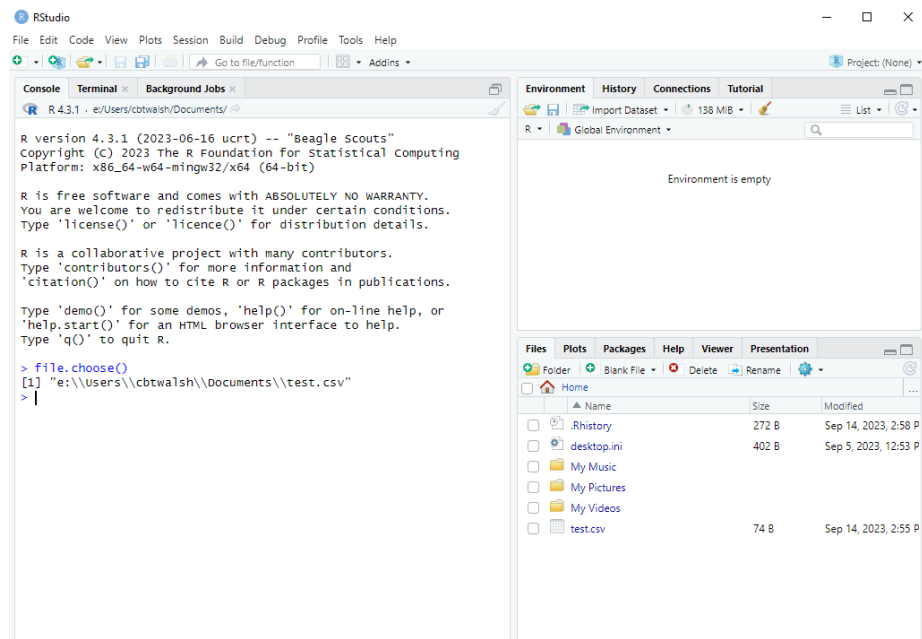 RStudio
File Edit Code View Plots Session Build Debug Profile Tools Help
Go to file/function
Addins
Project: (None)
Console Terminal Background Jobs
R 4.3.1 · e:/Users/cbtwalsh/Documents/
R version 4.3.1 (2023-06-16 ucrt) -- "Beagle Scouts"
Copyright (C) 2023 The R Foundation for Statistical Computing
Platform: x86_64-w64-mingw32/x64 (64-bit)
R is free software and comes with ABSOLUTELY NO WARRANTY.
You are welcome to redistribute it under certain conditions.
Type 'license()' or 'licence()' for distribution details.
R is a collaborative project with many contributors.
Type 'contributors()' for more information and
'citation()' on how to cite R or R packages in publications.
Type 'demo()' for some demos, 'help()' for on-line help, or
'help.start()' for an HTML browser interface to help.
Type 'q()' to quit R.
> file.choose()
[1] "e:\\Users\\cbtwalsh\\Documents\\test.csv"
>
Environment History Connections Tutorial
Import Dataset 138 MiB List
R Global Environment
Environment is empty
Files Plots Packages Help Viewer Presentation
Folder Blank File Delete Rename
Home ...
Name Size Modified
.Rhistory 272 B Sep 14, 2023, 2:58 P
desktop.ini 402 B Sep 5, 2023, 12:53 P
My Music
My Pictures
My Videos
test.csv 74 B Sep 14, 2023, 2:55 P